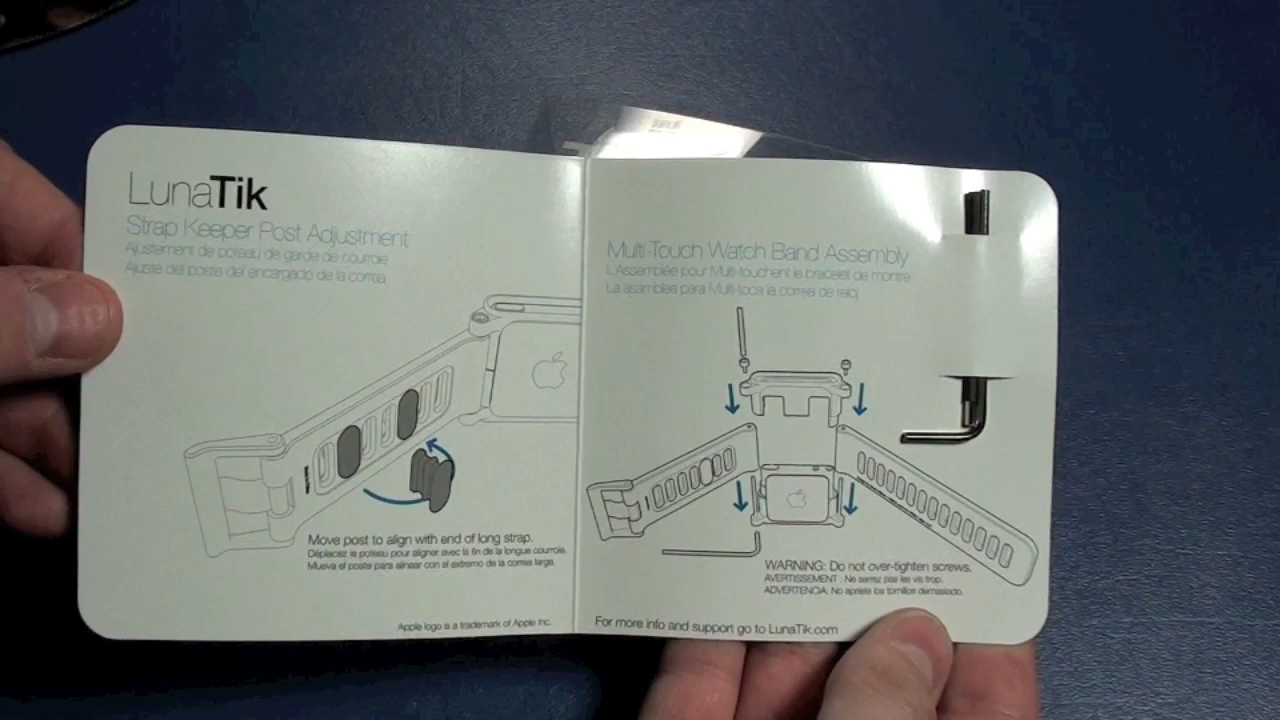 LunaTik
Strap Keeper Post Adjustment
Ajustement de poteau de garde de courroie
Ajuste del poste del encargado de la correa
Move post to align with end of long strap.
Déplacez le poteau pour aligner avec la fin de la longue courroie.
Mueva el poste para alinear con el extremo de la correa larga.
Apple logo is a trademark of Apple Inc.
Multi-Touch Watch Band Assembly
L'Assemblée pour Multi-touchent le bracelet de montre
La asamblea para Multi-toca la correa de reloj
WARNING: Do not over-tighten screws.
AVERTISSEMENT : Ne serrez pas les vis trop.
ADVERTENCIA: No apriete los tornillos demasiado.
For more info and support go to LunaTik.com